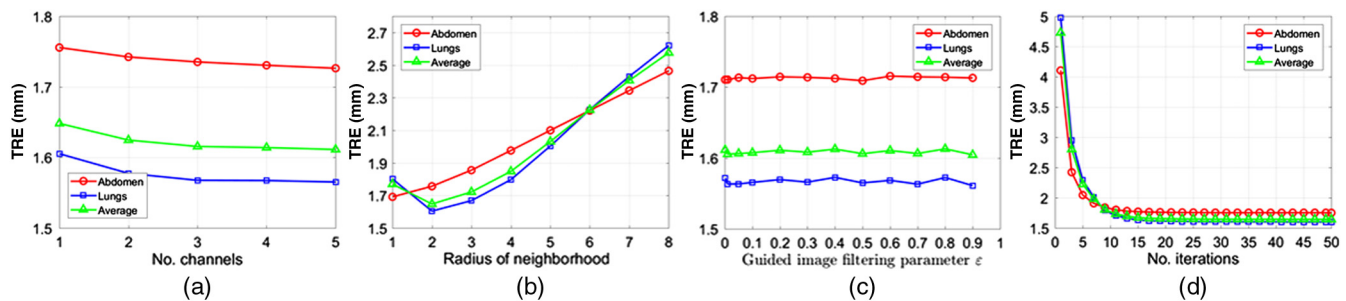 1.8
1.7
1.6
1.5
TRE (mm)
Abdomen
Lungs
Average
1 2 3 4 5
No. channels
(a)
2.7
2.5
2.3
2.1
1.9
1.7
1.5
TRE (mm)
Abdomen
Lungs
Average
1 2 3 4 5 6 7 8
Radius of neighborhood
(b)
1.8
1.7
1.6
1.5
TRE (mm)
Abdomen
Lungs
Average
0 0.1 0.2 0.3 0.4 0.5 0.6 0.7 0.8 0.9 1
Guided image filtering parameter ε
(c)
5
4.5
4
3.5
3
2.5
2
1.5
TRE (mm)
Abdomen
Lungs
Average
0 5 10 15 20 25 30 35 40 45 50
No. iterations
(d)